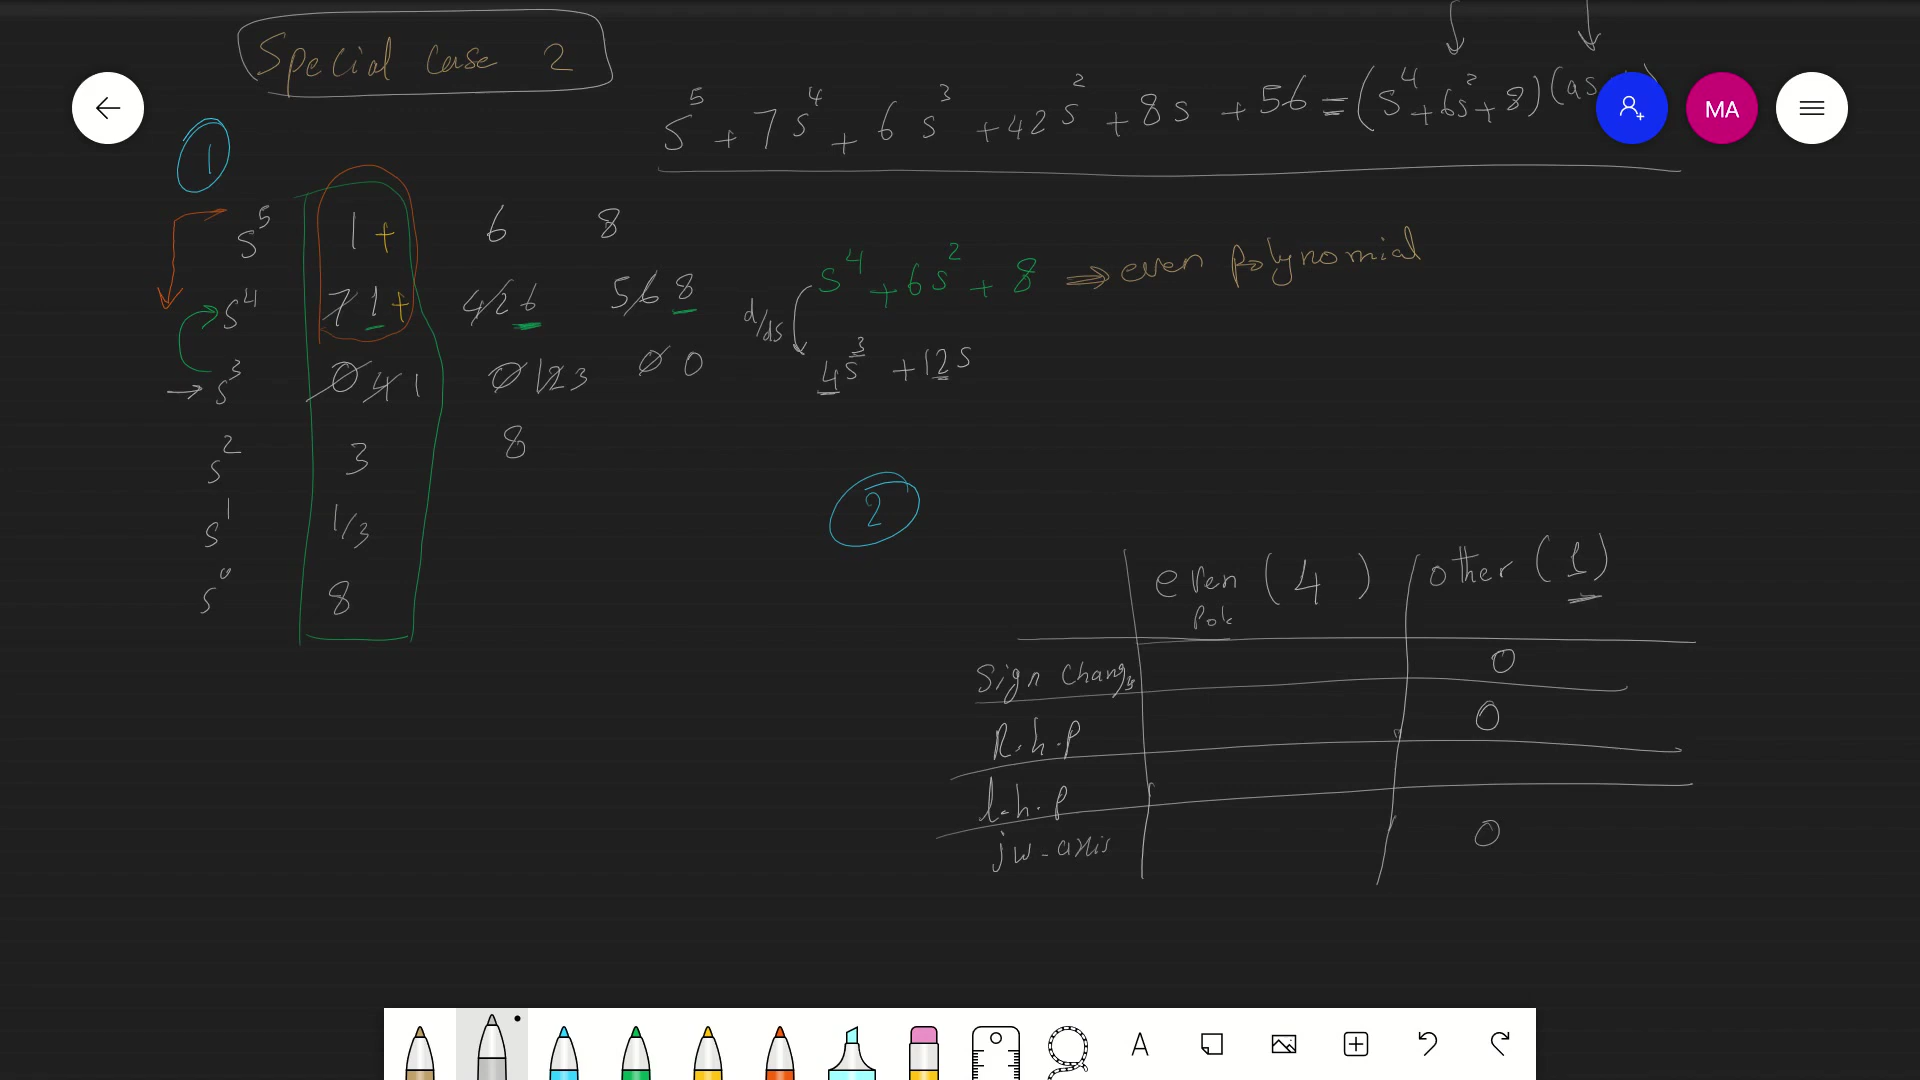 Special Case 2
s^5 + 7s^4 + 6s^3 + 42s^2 + 8s + 56 = (s^4 + 6s^2 + 8)(as
MA
1
s^5 1 + 6 8
s^4 7 1 + 42 6 56 8
s^3 0 4 1 0 12 3 0 0
s^2 3 8
s^1 1/3
s^0 8
s^4 + 6s^2 + 8 ⇒ even polynomial
d/ds
4s^3 + 12s
2
even (4) other (1)
Pol
Sign Changs 0
R.h.p 0
l.h.p
jw-axis 0
A